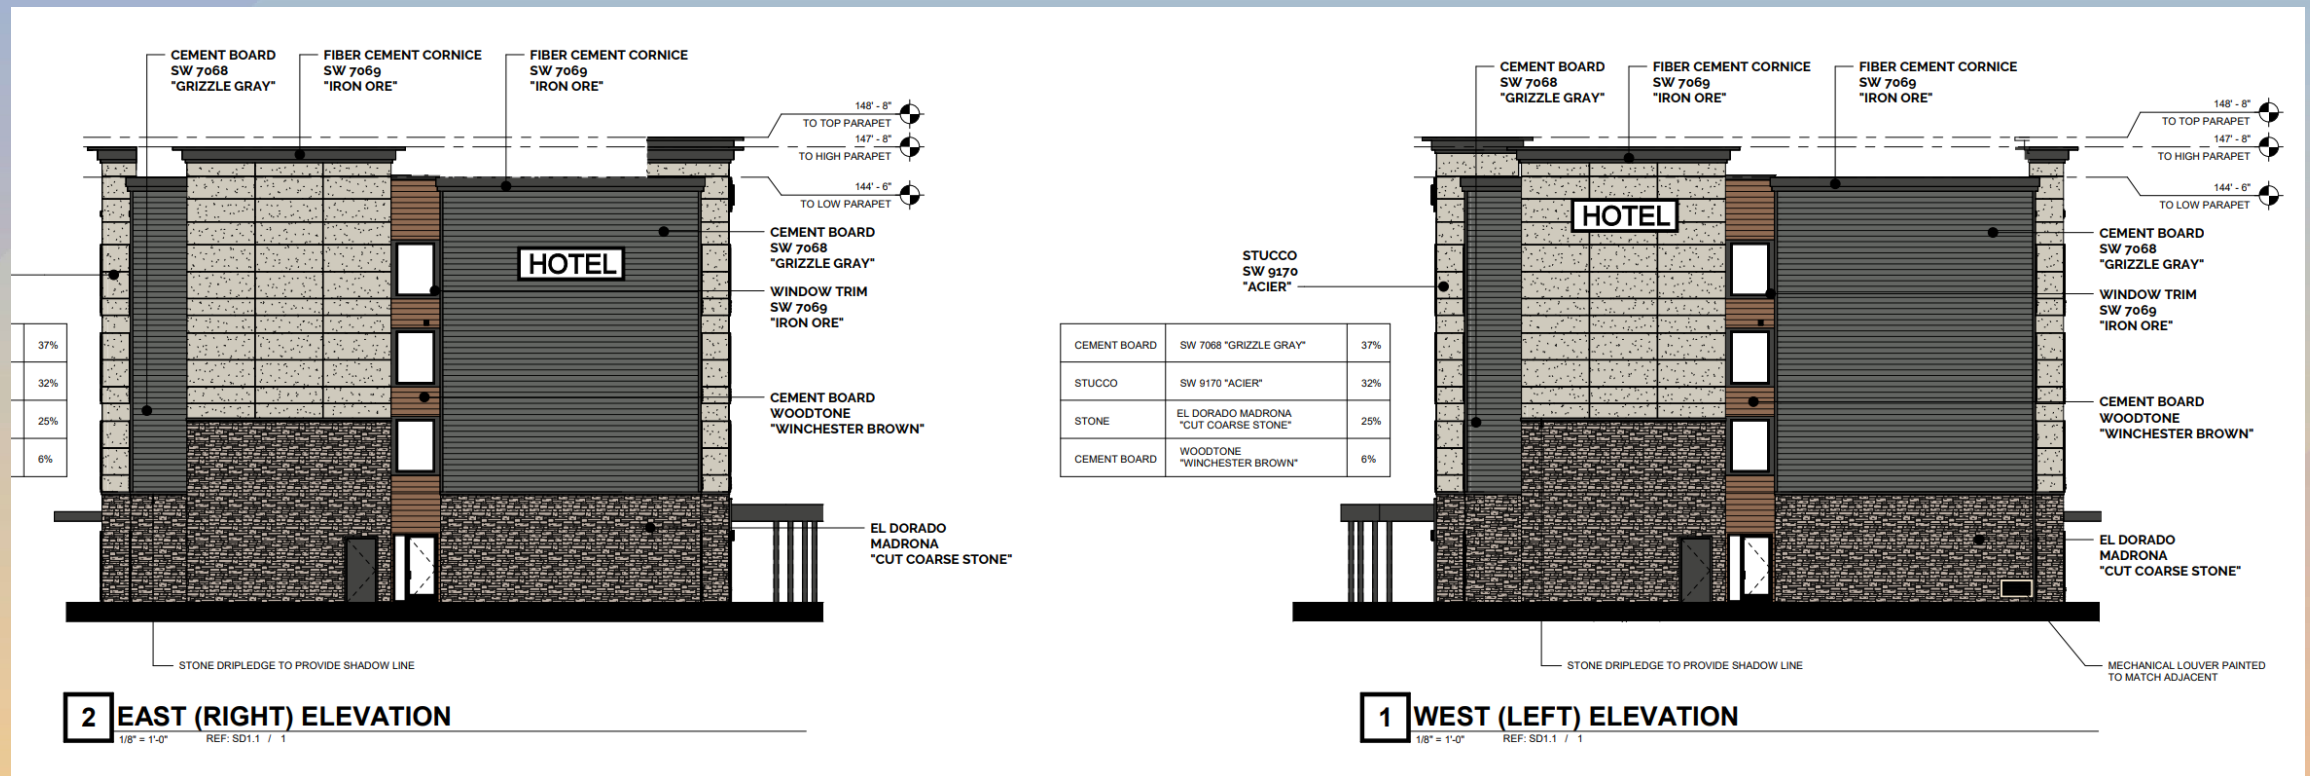 CEMENT BOARD
SW 7068
"GRIZZLE GRAY"
FIBER CEMENT CORNICE
SW 7069
"IRON ORE"
FIBER CEMENT CORNICE
SW 7069
"IRON ORE"
148' - 8"
TO TOP PARAPET
147' - 8"
TO HIGH PARAPET
144' - 6"
TO LOW PARAPET
HOTEL
CEMENT BOARD
SW 7068
"GRIZZLE GRAY"
WINDOW TRIM
SW 7069
"IRON ORE"
CEMENT BOARD
WOODTONE
"WINCHESTER BROWN"
EL DORADO
MADRONA
"CUT COARSE STONE"
37%
32%
25%
6%
STONE DRIPLEDGE TO PROVIDE SHADOW LINE
2 EAST (RIGHT) ELEVATION
1/8" = 1'-0" REF: SD1.1 / 1
CEMENT BOARD
SW 7068
"GRIZZLE GRAY"
FIBER CEMENT CORNICE
SW 7069
"IRON ORE"
FIBER CEMENT CORNICE
SW 7069
"IRON ORE"
148' - 8"
TO TOP PARAPET
147' - 8"
TO HIGH PARAPET
144' - 6"
TO LOW PARAPET
HOTEL
STUCCO
SW 9170
"ACIER"
CEMENT BOARD SW 7068 "GRIZZLE GRAY" 37%
STUCCO SW 9170 "ACIER" 32%
STONE EL DORADO MADRONA "CUT COARSE STONE" 25%
CEMENT BOARD WOODTONE "WINCHESTER BROWN" 6%
CEMENT BOARD
SW 7068
"GRIZZLE GRAY"
WINDOW TRIM
SW 7069
"IRON ORE"
CEMENT BOARD
WOODTONE
"WINCHESTER BROWN"
EL DORADO
MADRONA
"CUT COARSE STONE"
STONE DRIPLEDGE TO PROVIDE SHADOW LINE
MECHANICAL LOUVER PAINTED
TO MATCH ADJACENT
1 WEST (LEFT) ELEVATION
1/8" = 1'-0" REF: SD1.1 / 1